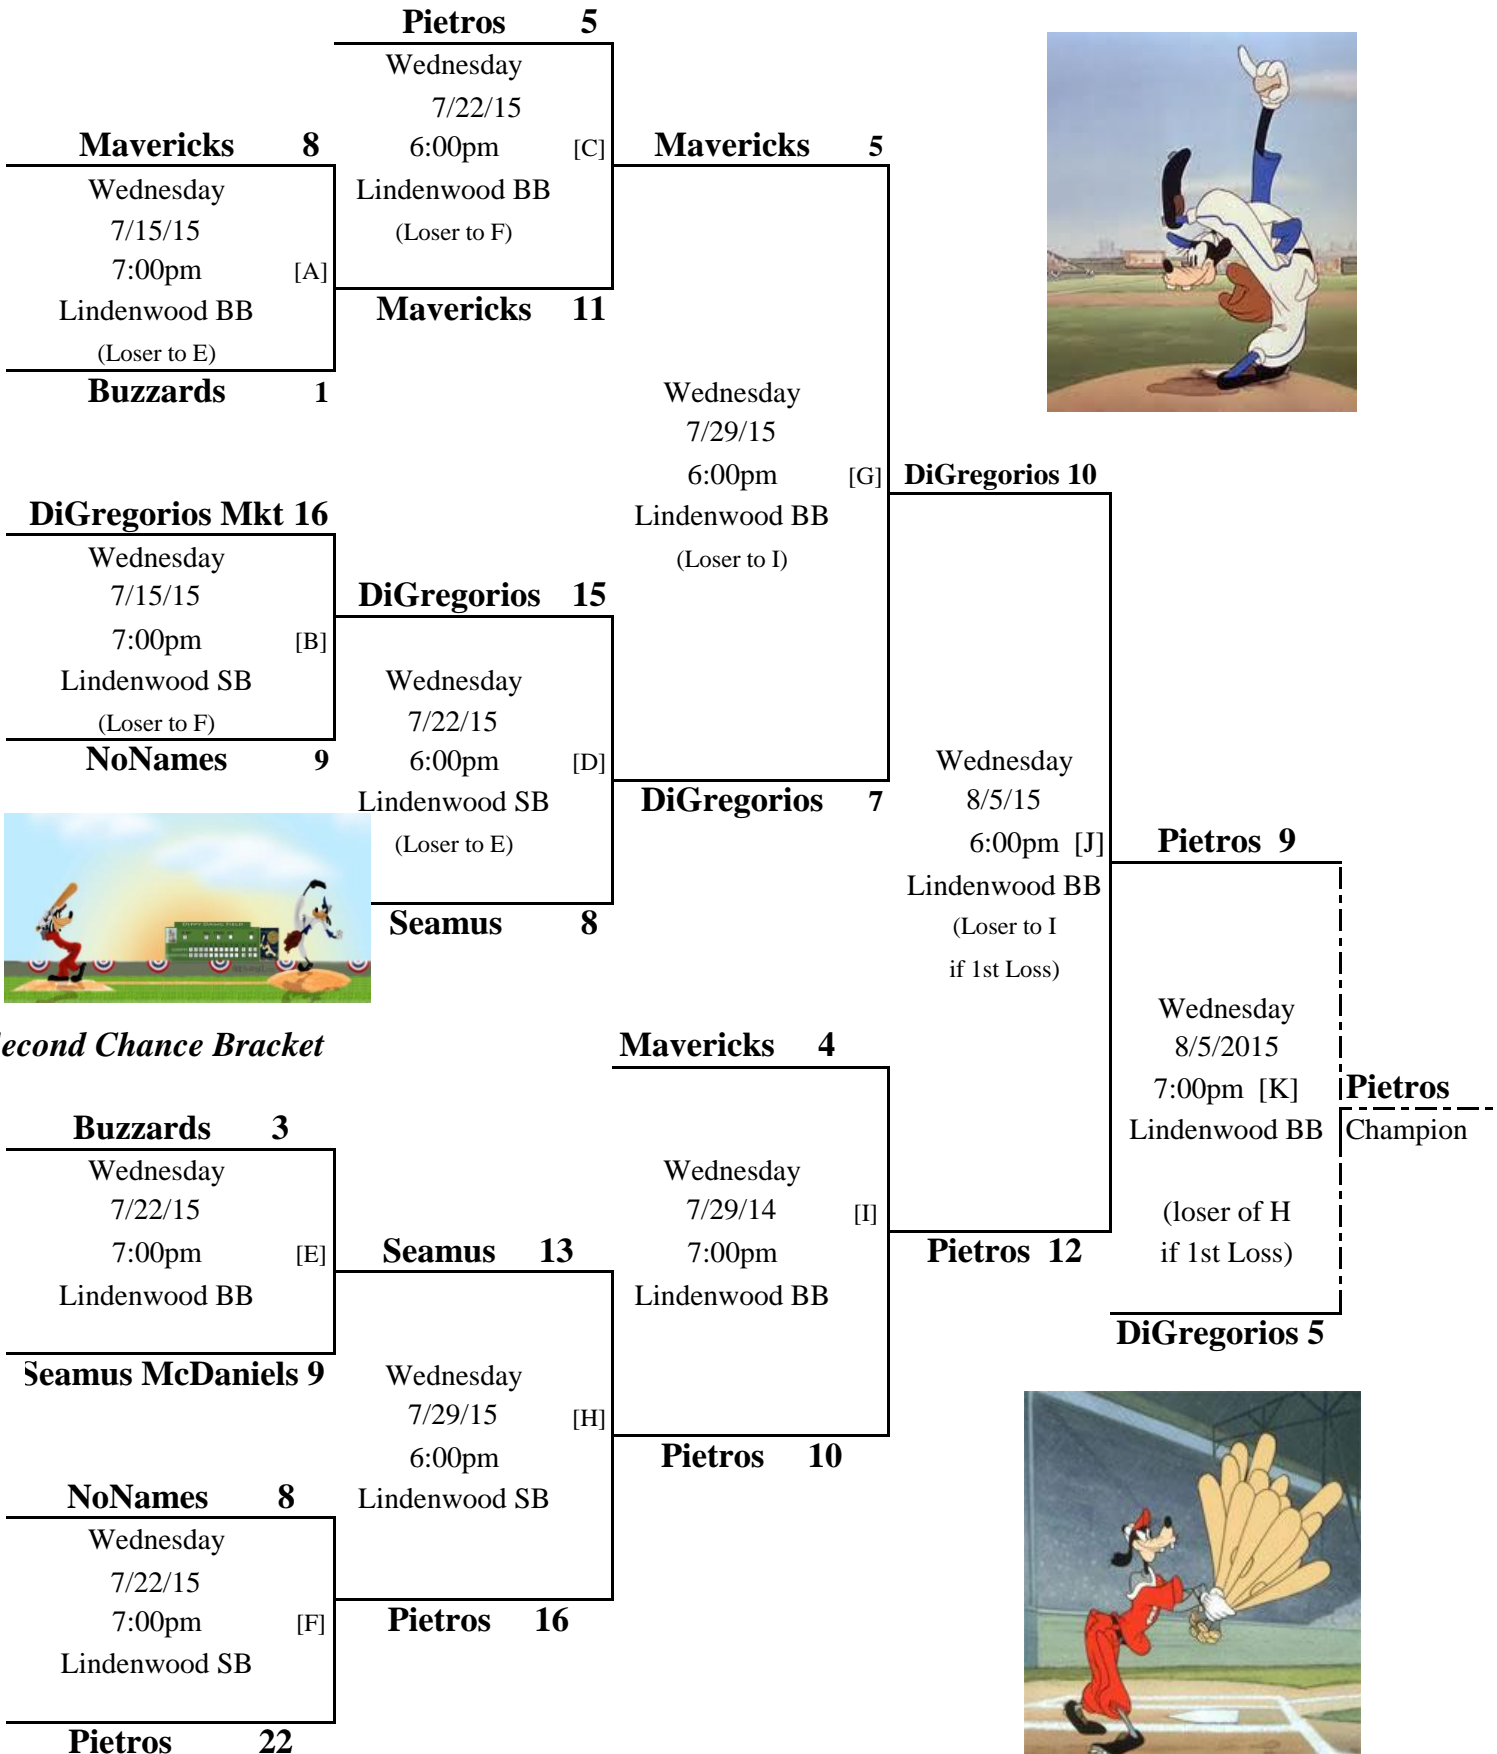 Pietros 5
Wednesday
7/22/15
6:00pm [C]
Lindenwood BB
(Loser to F)
Mavericks 11
Mavericks 8
Wednesday
7/15/15
7:00pm [A]
Lindenwood BB
(Loser to E)
Buzzards 1
Mavericks 5
Wednesday
7/29/15
6:00pm [G]
Lindenwood BB
(Loser to I)
DiGregorios 7
DiGregorios Mkt 16
Wednesday
7/15/15
7:00pm [B]
Lindenwood SB
(Loser to F)
NoNames 9
DiGregorios 15
Wednesday
7/22/15
6:00pm [D]
Lindenwood SB
(Loser to E)
Seamus 8
DiGregorios 10
Wednesday
8/5/15
6:00pm [J]
Lindenwood BB
(Loser to I
if 1st Loss)
Pietros 12
Pietros 9
Wednesday
8/5/2015
7:00pm [K]
Lindenwood BB
(loser of H
if 1st Loss)
DiGregorios 5
Pietros
Champion
econd Chance Bracket
Buzzards 3
Wednesday
7/22/15
7:00pm [E]
Lindenwood BB
Seamus McDaniels 9
Seamus 13
Wednesday
7/29/15 [H]
6:00pm
Lindenwood SB
Pietros 16
Mavericks 4
Wednesday
7/29/14 [I]
7:00pm
Lindenwood BB
Pietros 10
NoNames 8
Wednesday
7/22/15
7:00pm [F]
Lindenwood SB
Pietros 22